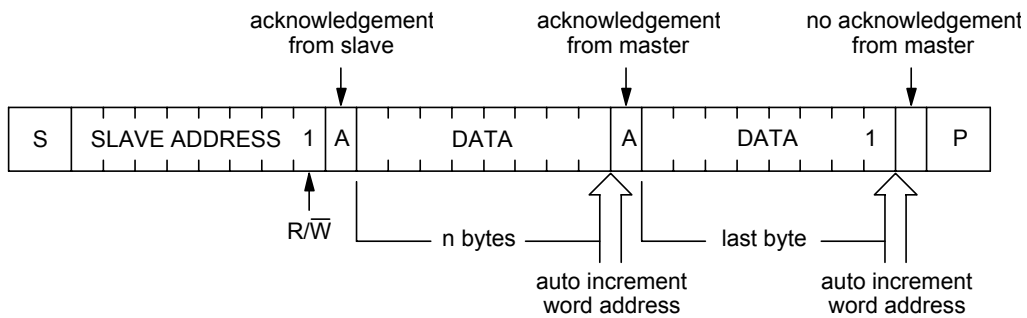 acknowledgement
from slave
acknowledgement
from master
no acknowledgement
from master
S SLAVE ADDRESS 1 A DATA A DATA 1 P
R/W̅
n bytes
last byte
auto increment
word address
auto increment
word address